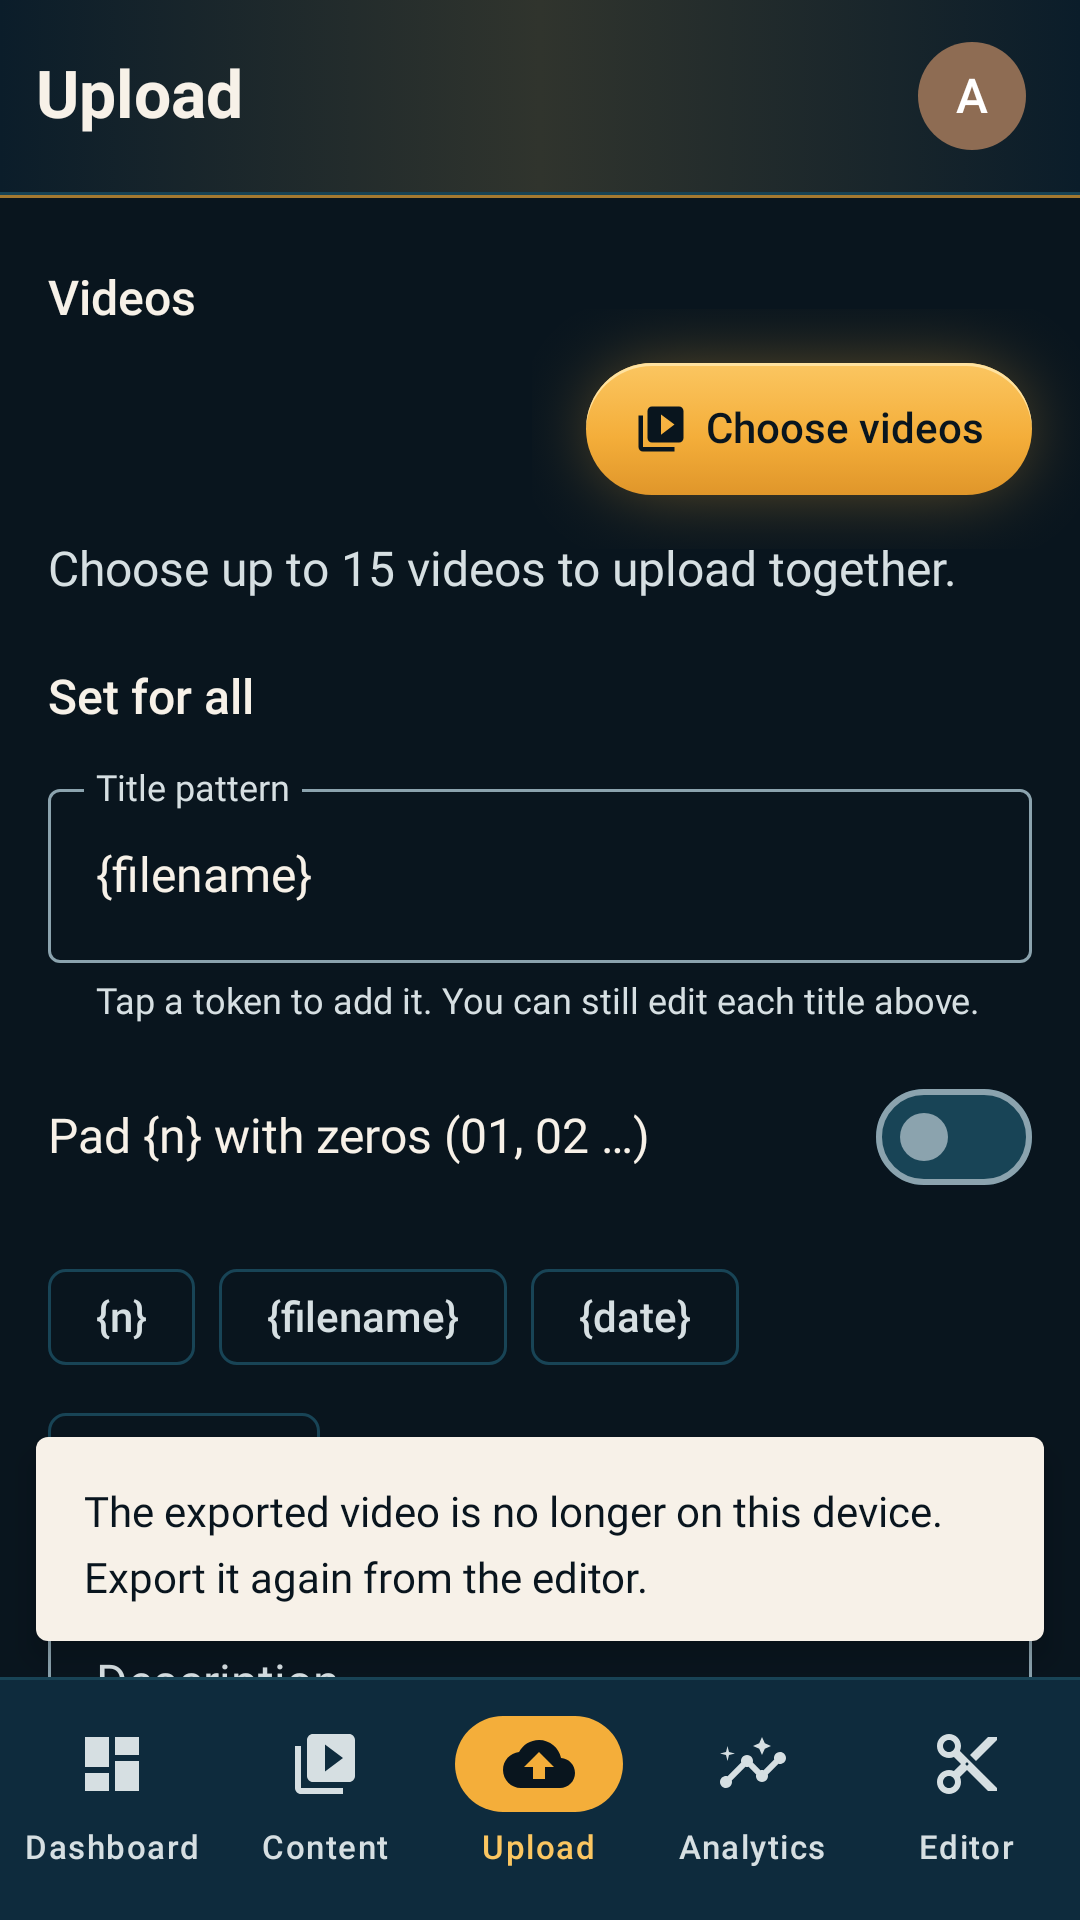 Upload
A
Videos
Choose videos
Choose up to 15 videos to upload together.
Set for all
Title pattern
{filename}
Tap a token to add it. You can still edit each title above.
Pad {n} with zeros (01, 02 …)
{n} {filename} {date}
The exported video is no longer on this device.
Export it again from the editor.
Description
Dashboard Content Upload Analytics Editor